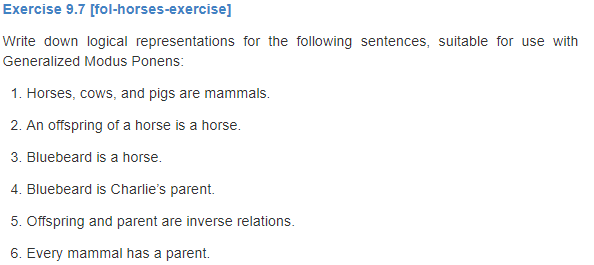 Exercise 9.7 [fol-horses-exercise]
Write down logical representations for the following sentences, suitable for use with
Generalized Modus Ponens:
1. Horses, cows, and pigs are mammals.
2. An offspring of a horse is a horse.
3. Bluebeard is a horse.
4. Bluebeard is Charlie’s parent.
5. Offspring and parent are inverse relations.
6. Every mammal has a parent.